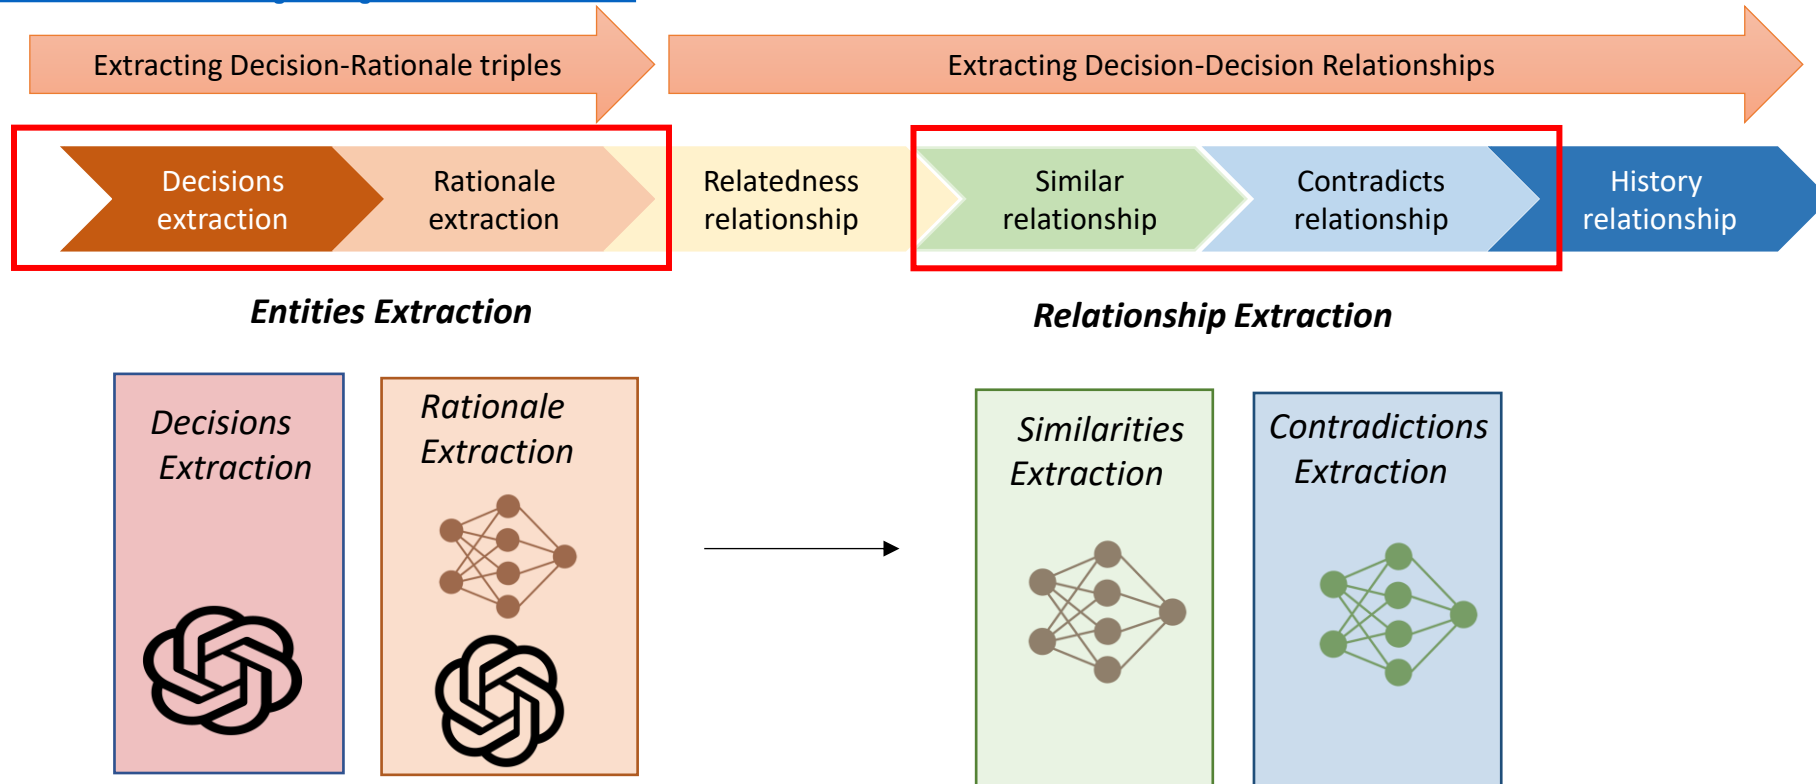 Extracting Decision-Rationale triples
Extracting Decision-Decision Relationships
Decisions
extraction
Rationale
extraction
Relatedness
relationship
Similar
relationship
Contradicts
relationship
History
relationship
Entities Extraction
Relationship Extraction
Decisions
Extraction
Rationale
Extraction
Similarities
Extraction
Contradictions
Extraction